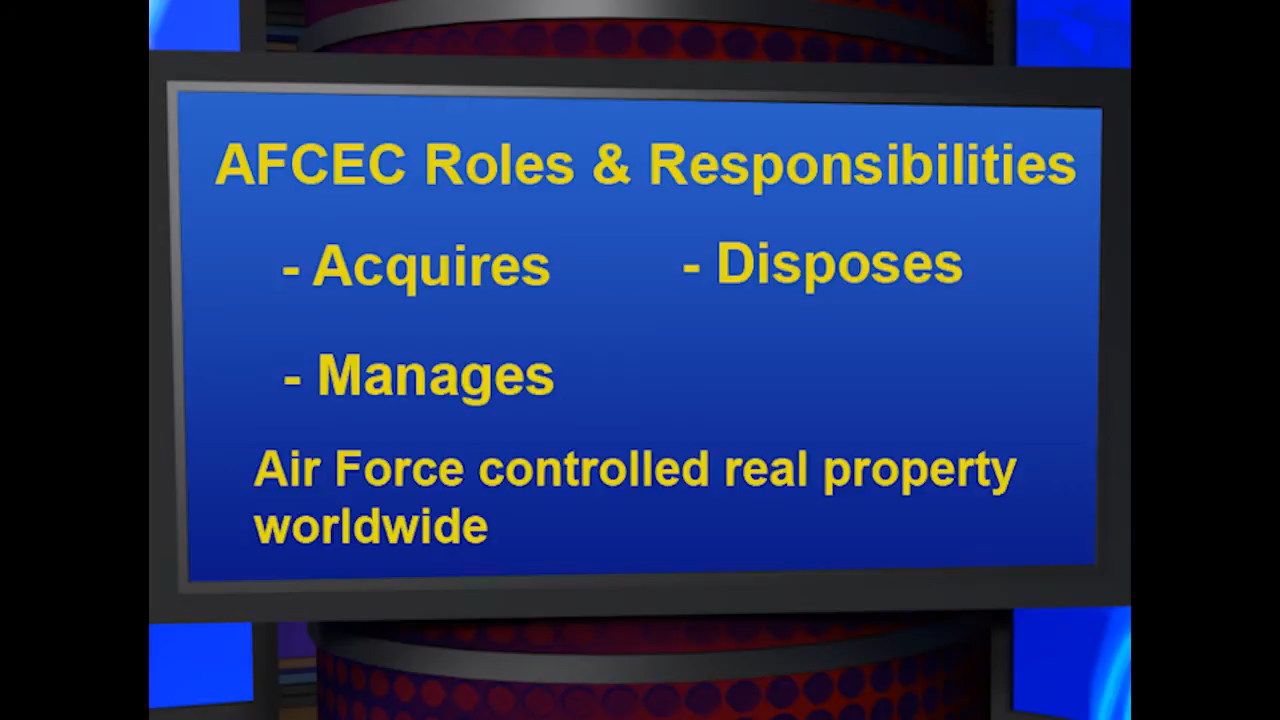 AFCEC Roles & Responsibilities
- Acquires - Disposes
- Manages
Air Force controlled real property
worldwide